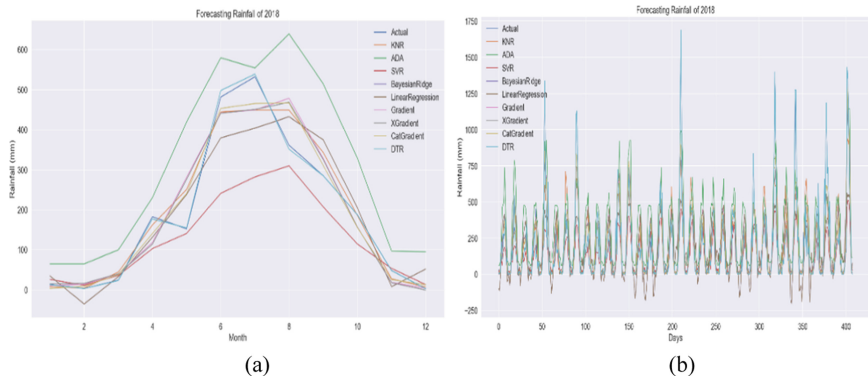 Forecasting Rainfall of 2018
Rainfall (mm)
600
500
400
300
200
100
0
Actual
KNR
ADA
SVR
BayesianRidge
LinearRegression
Gradient
XGradient
CatGradient
DTR
2
4
6
8
10
12
Month
(a)
Forecasting Rainfall of 2018
Rainfall (mm)
1750
1500
1250
1000
750
500
250
0
−250
Actual
KNR
ADA
SVR
BayesianRidge
LinearRegression
Gradient
XGradient
CatGradient
DTR
0
50
100
150
200
250
300
350
400
Days
(b)